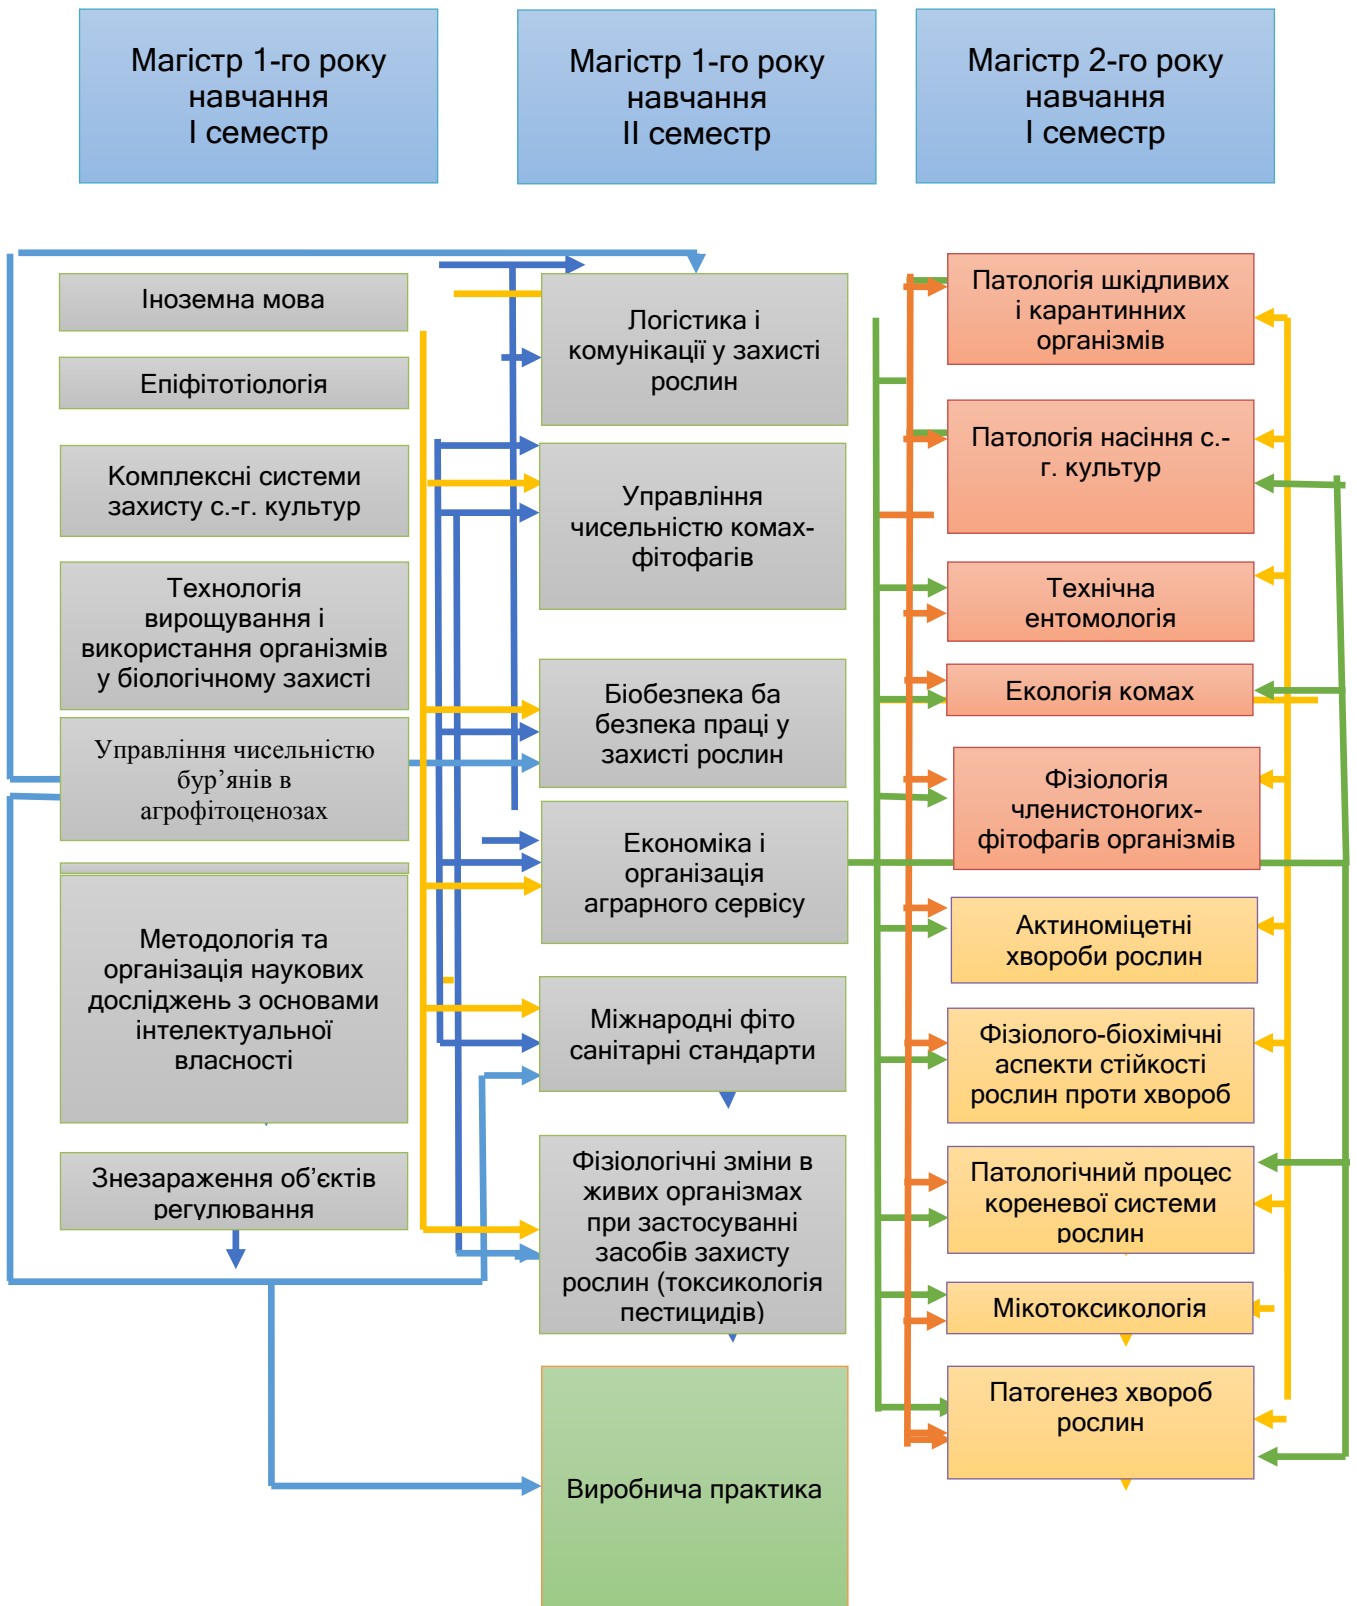 Магістр 1-го року
навчання
І семестр
Магістр 1-го року
навчання
ІІ семестр
Магістр 2-го року
навчання
І семестр
Іноземна мова
Епіфітотіологія
Комплексні системи
захисту с.-г. культур
Технологія
вирощування і
використання організмів
у біологічному захисті
Управління чисельністю
бур’янів в
агрофітоценозах
Методологія та
організація наукових
досліджень з основами
інтелектуальної
власності
Знезараження об’єктів
регулювання
Логістика і
комунікації у захисті
рослин
Управління
чисельністю комах-
фітофагів
Біобезпека ба
безпека праці у
захисті рослин
Економіка і
організація
аграрного сервісу
Міжнародні фіто
санітарні стандарти
Фізіологічні зміни в
живих організмах
при застосуванні
засобів захисту
рослин (токсикологія
пестицидів)
Виробнича практика
Патологія шкідливих
і карантинних
організмів
Патологія насіння с.-
г. культур
Технічна
ентомологія
Екологія комах
Фізіологія
членистоногих-
фітофагів організмів
Актиноміцетні
хвороби рослин
Фізіолого-біохімічні
аспекти стійкості
рослин проти хвороб
Патологічний процес
кореневої системи
рослин
Мікотоксикологія
Патогенез хвороб
рослин